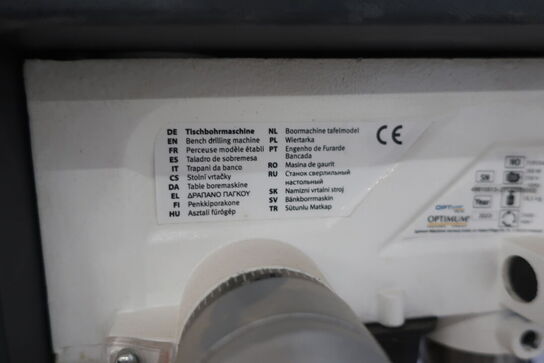 DE Tischbohrmaschine
EN Bench drilling machine
FR Perceuse modèle établi
ES Taladro de sobremesa
IT Trapani da banco
CS Stolní vrtačky
DA Table boremaskine
EL ΔΡΑΠΑΝΟ ΠΑΓΚΟΥ
FI Penkkiporakone
HU Asztali fúrógép
NL Boormachine tafelmodel
PL Wiertarka
PT Engenho de Furarde
Bancada
RO Masina de gaurit
RU Станок сверлильный
настольный
SK Namizni vrtalni stroj
SV Bänkborrmaskin
TR Sütunlu Matkap
CE
SN
Year
OPTIMUM